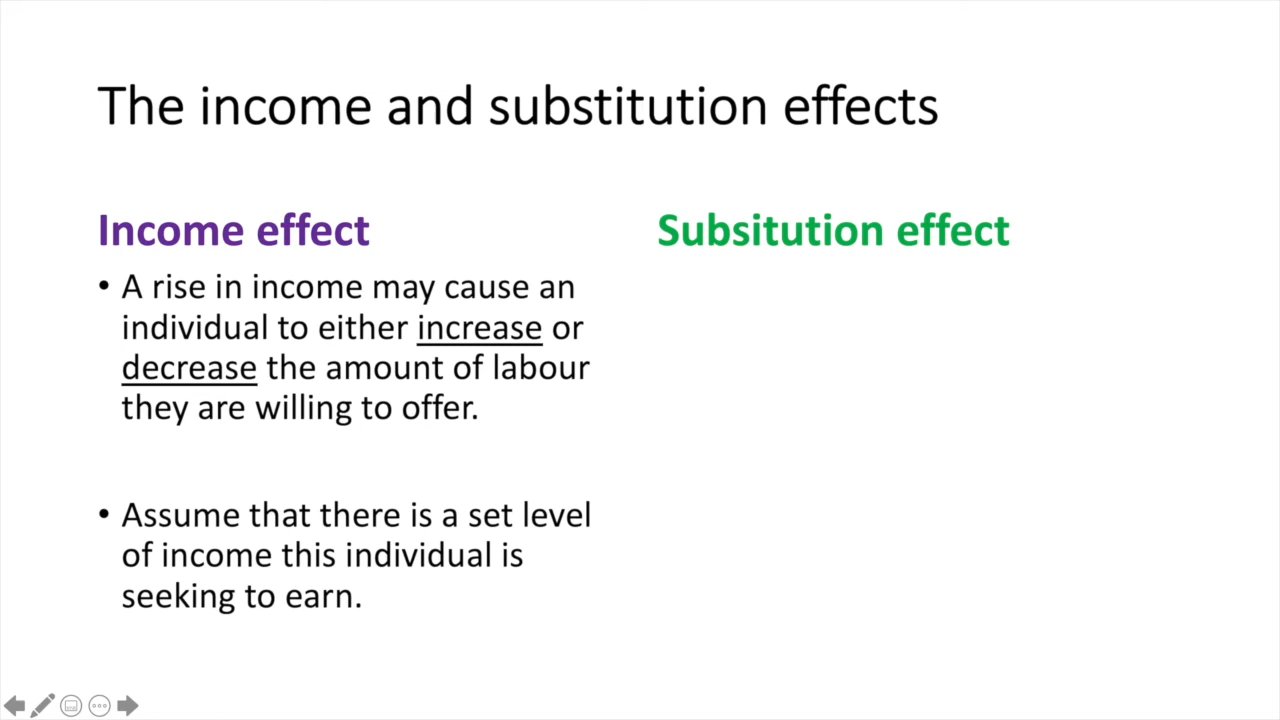 The income and substitution effects
Income effect
• A rise in income may cause an
individual to either increase or
decrease the amount of labour
they are willing to offer.
• Assume that there is a set level
of income this individual is
seeking to earn.
Subsitution effect